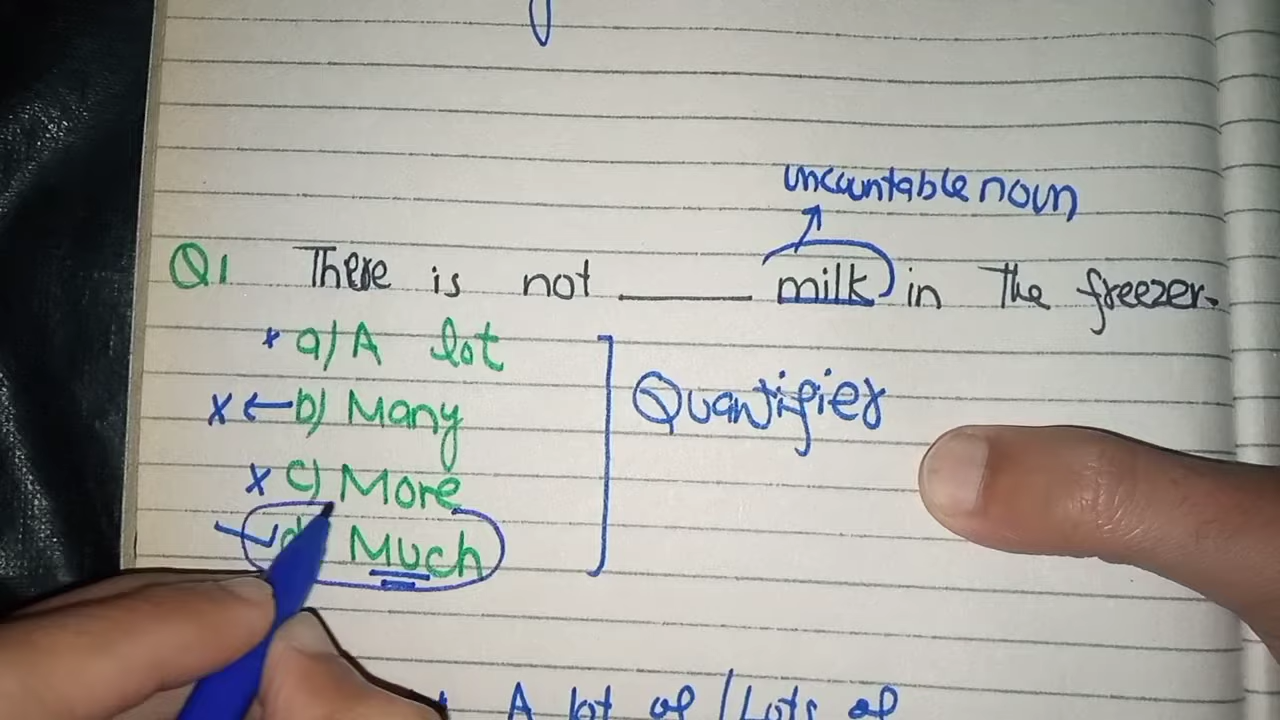 uncountable noun
Q1 There is not ______ milk in the freezer.
x a) A lot
x ← b) Many
Quantifier
x c) More
d) Much
A lot of / Lots of